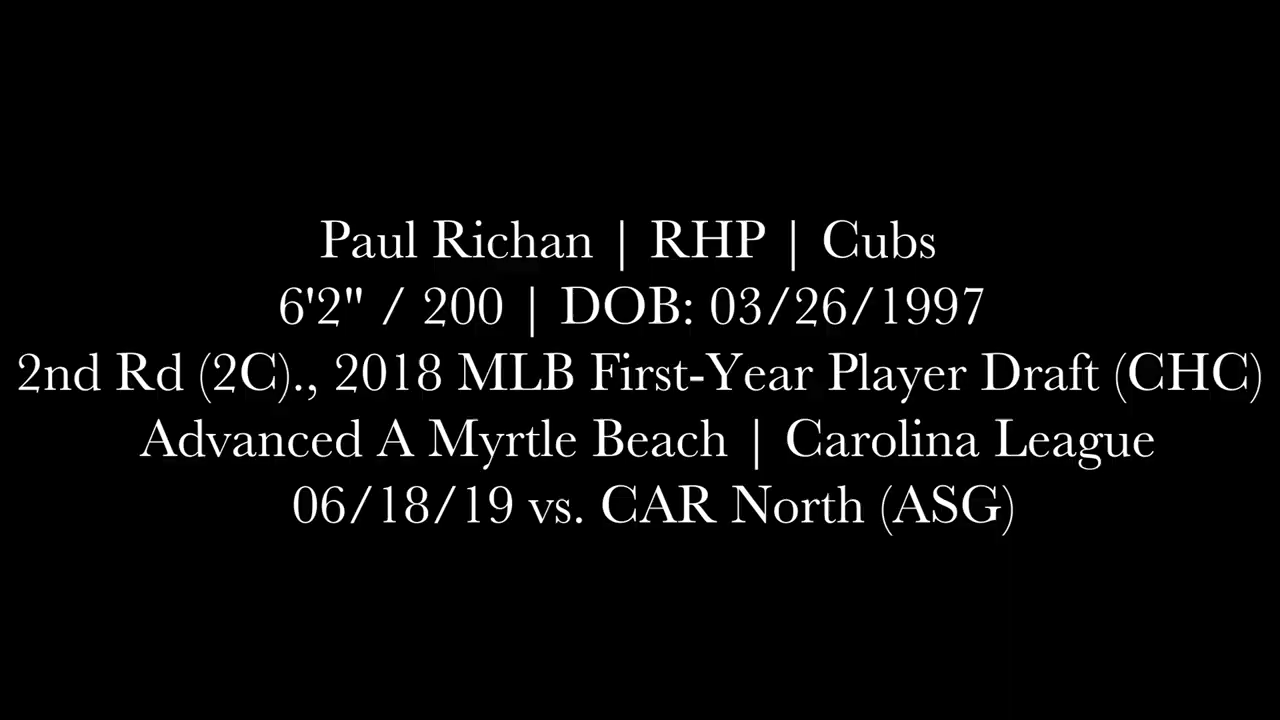 Paul Richan | RHP | Cubs
6'2" / 200 | DOB: 03/26/1997
2nd Rd (2C)., 2018 MLB First-Year Player Draft (CHC)
Advanced A Myrtle Beach | Carolina League
06/18/19 vs. CAR North (ASG)